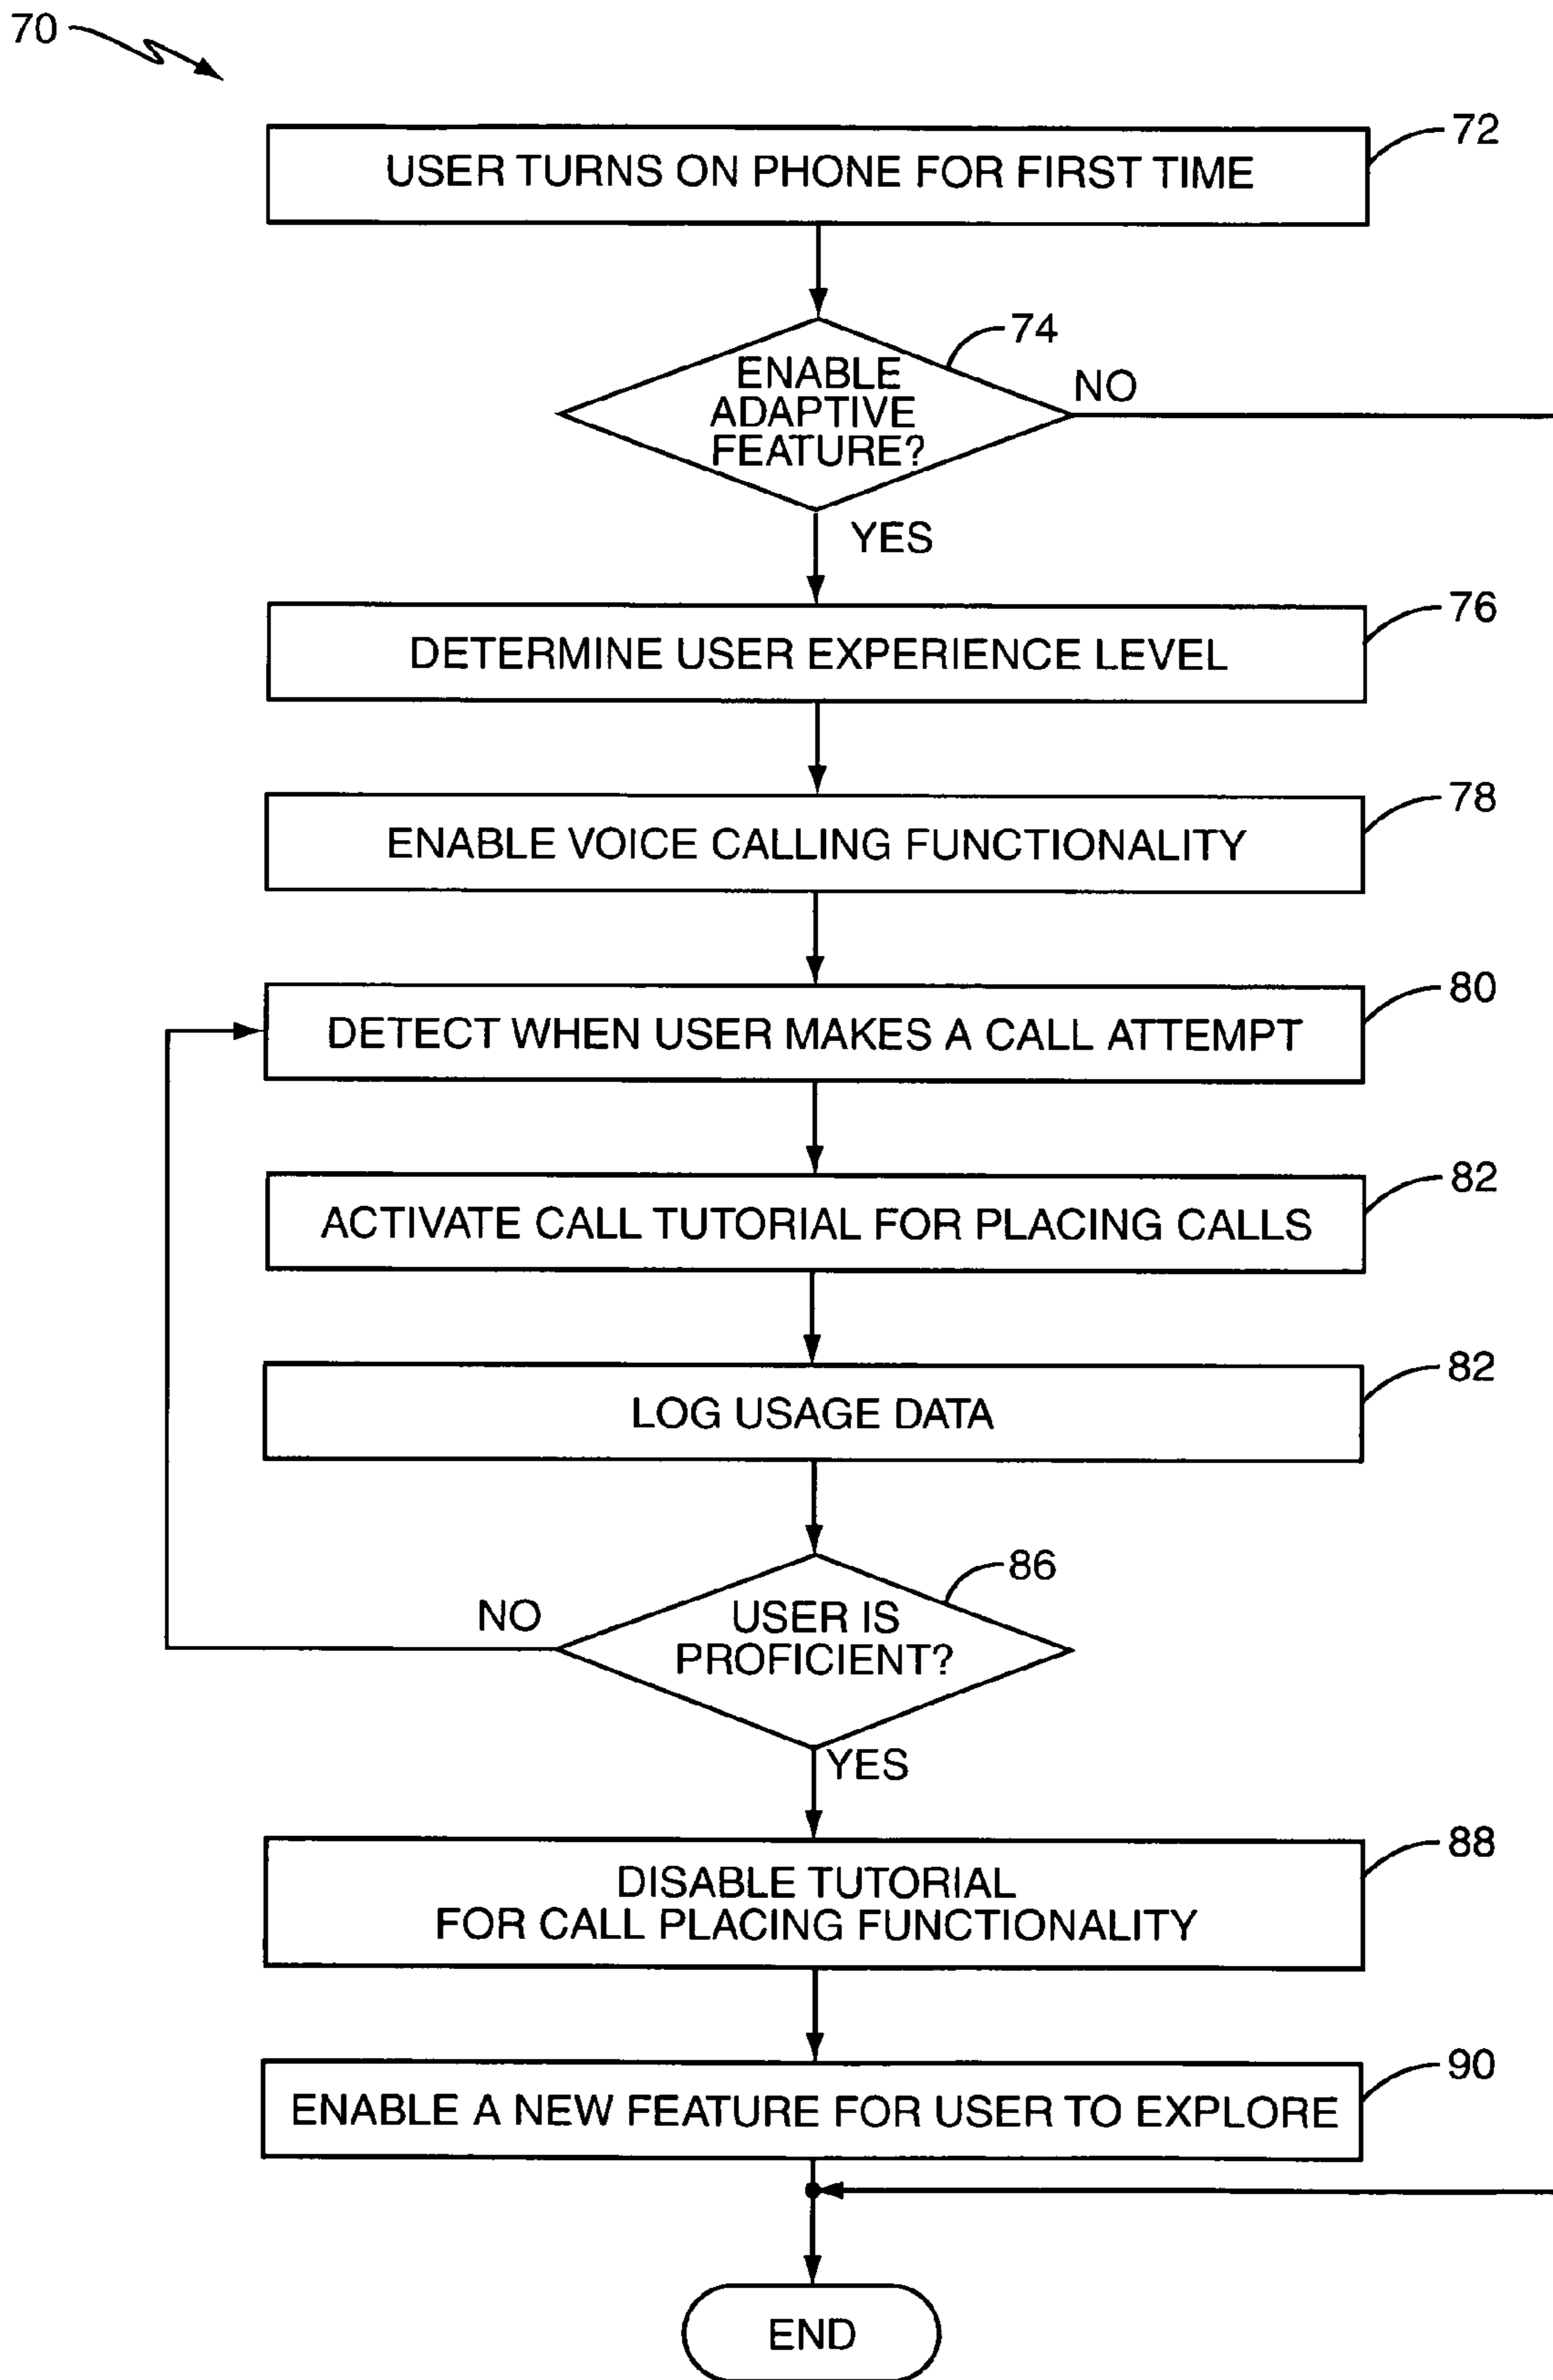 70
72
USER TURNS ON PHONE FOR FIRST TIME
74
ENABLE
ADAPTIVE
FEATURE?
NO
YES
76
DETERMINE USER EXPERIENCE LEVEL
78
ENABLE VOICE CALLING FUNCTIONALITY
80
DETECT WHEN USER MAKES A CALL ATTEMPT
82
ACTIVATE CALL TUTORIAL FOR PLACING CALLS
82
LOG USAGE DATA
86
NO
USER IS
PROFICIENT?
YES
88
DISABLE TUTORIAL
FOR CALL PLACING FUNCTIONALITY
90
ENABLE A NEW FEATURE FOR USER TO EXPLORE
END